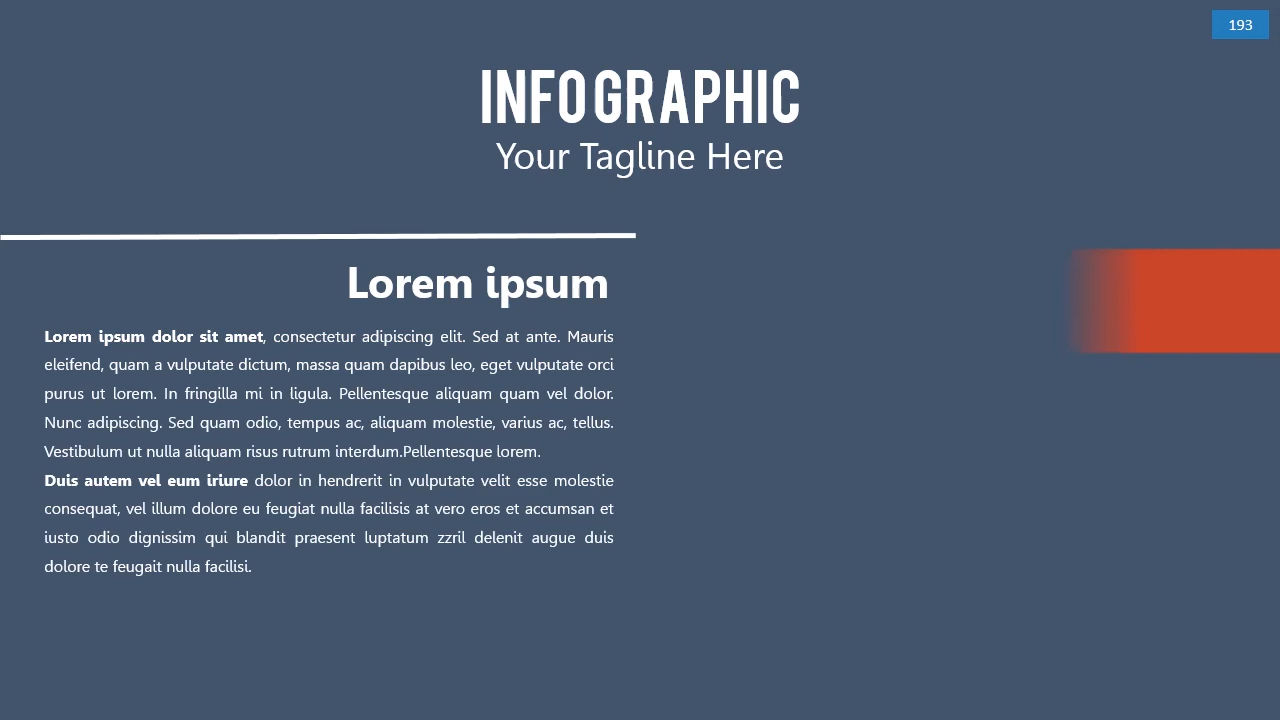 193
INFOGRAPHIC
Your Tagline Here
Lorem ipsum
Lorem ipsum dolor sit amet, consectetur adipiscing elit. Sed at ante. Mauris
eleifend, quam a vulputate dictum, massa quam dapibus leo, eget vulputate orci
purus ut lorem. In fringilla mi in ligula. Pellentesque aliquam quam vel dolor.
Nunc adipiscing. Sed quam odio, tempus ac, aliquam molestie, varius ac, tellus.
Vestibulum ut nulla aliquam risus rutrum interdum.Pellentesque lorem.
Duis autem vel eum iriure dolor in hendrerit in vulputate velit esse molestie
consequat, vel illum dolore eu feugiat nulla facilisis at vero eros et accumsan et
iusto odio dignissim qui blandit praesent luptatum zzril delenit augue duis
dolore te feugait nulla facilisi.